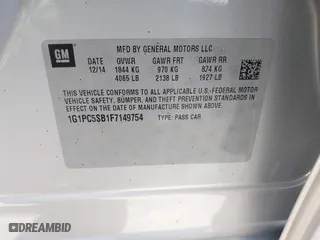 GM
MFD BY GENERAL MOTORS LLC
12/14
GVWR GAWR FRT GAWR RR
1844 KG 970 KG 874 KG
4065 LB 2138 LB 1927 LB
THIS VEHICLE CONFORMS TO ALL APPLICABLE U.S. FEDERAL MOTOR
VEHICLE SAFETY, BUMPER, AND THEFT PREVENTION STANDARDS IN
EFFECT ON THE DATE OF MANUFACTURE SHOWN ABOVE.
1G1PC5SB1F7149754 TYPE: PASS CAR
DREAMBID